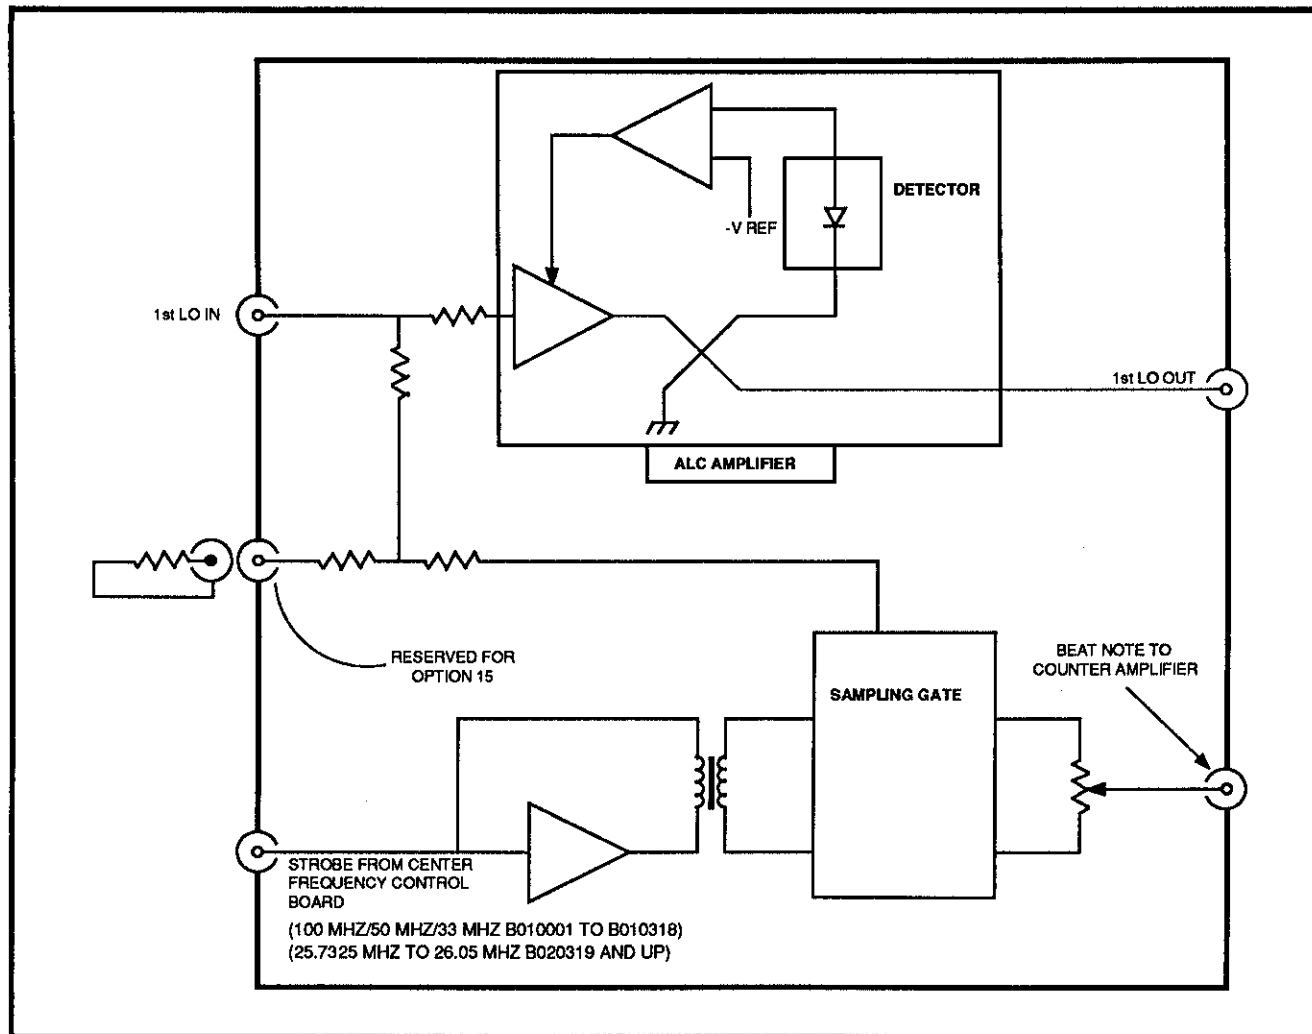 DETECTOR
-V REF
1st LO IN
1st LO OUT
ALC AMPLIFIER
RESERVED FOR
OPTION 15
BEAT NOTE TO
COUNTER AMPLIFIER
SAMPLING GATE
STROBE FROM CENTER
FREQUENCY CONTROL
BOARD
(100 MHZ/50 MHZ/33 MHZ B010001 TO B010318)
(25.7325 MHZ TO 26.05 MHZ B020319 AND UP)